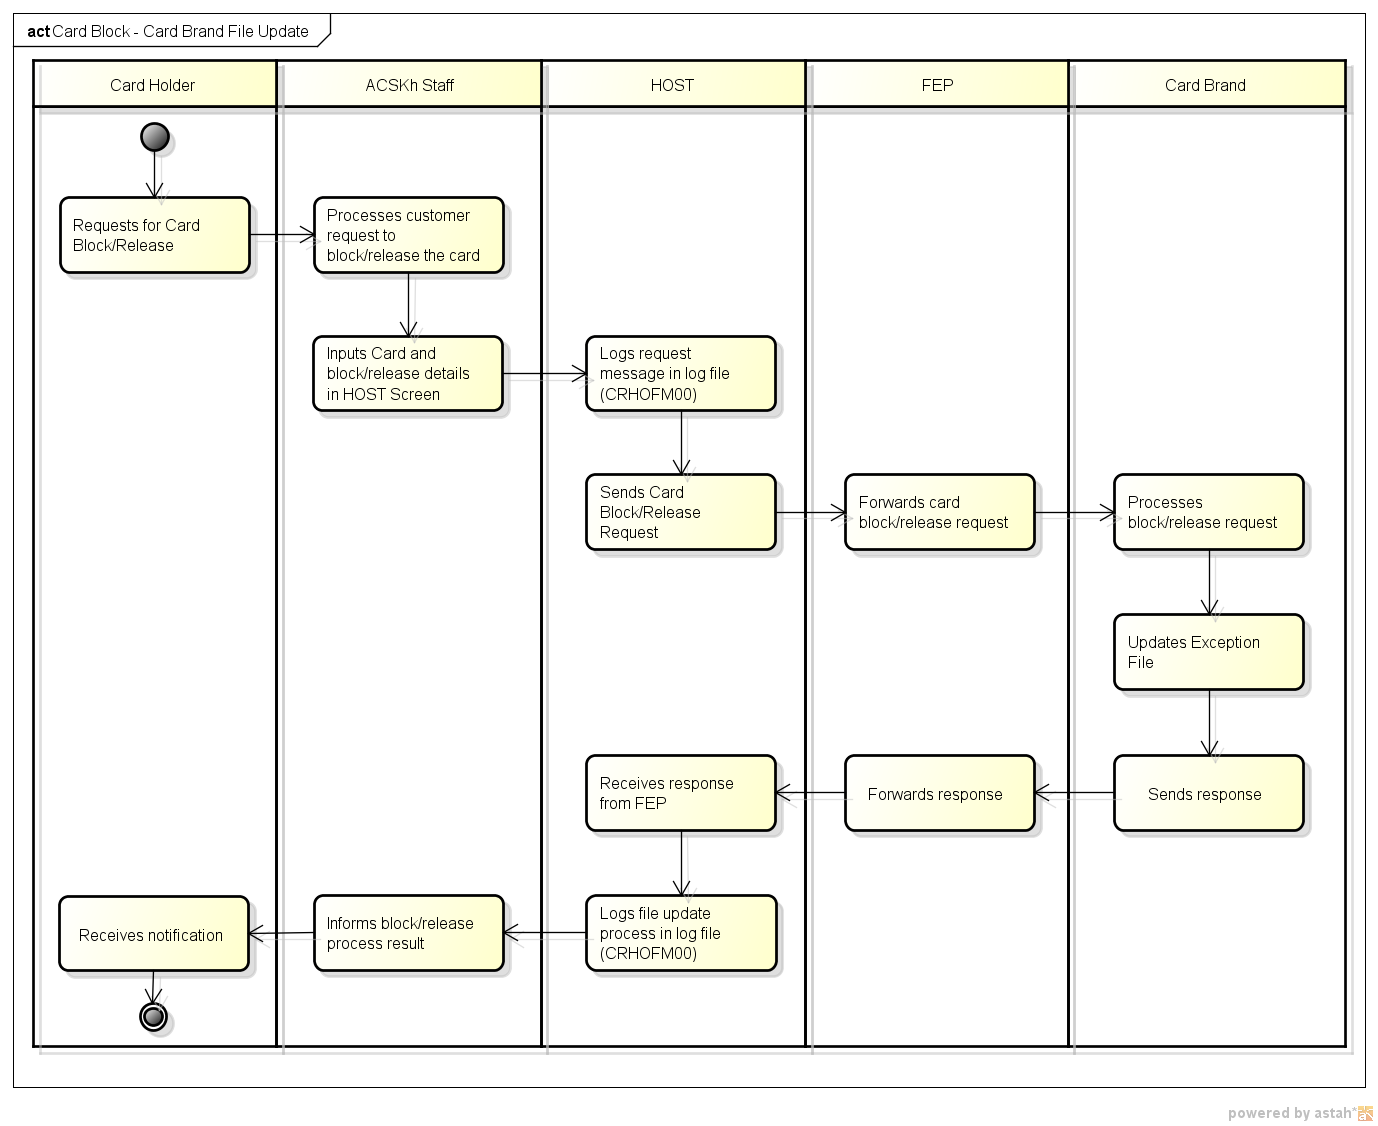 act Card Block - Card Brand File Update
Card Holder
ACSKh Staff
HOST
FEP
Card Brand
Requests for Card
Block/Release
Processes customer
request to
block/release the card
Inputs Card and
block/release details
in HOST Screen
Logs request
message in log file
(CRHOFM00)
Sends Card
Block/Release
Request
Forwards card
block/release request
Processes
block/release request
Updates Exception
File
Receives response
from FEP
Forwards response
Sends response
Receives notification
Informs block/release
process result
Logs file update
process in log file
(CRHOFM00)
powered by astah*